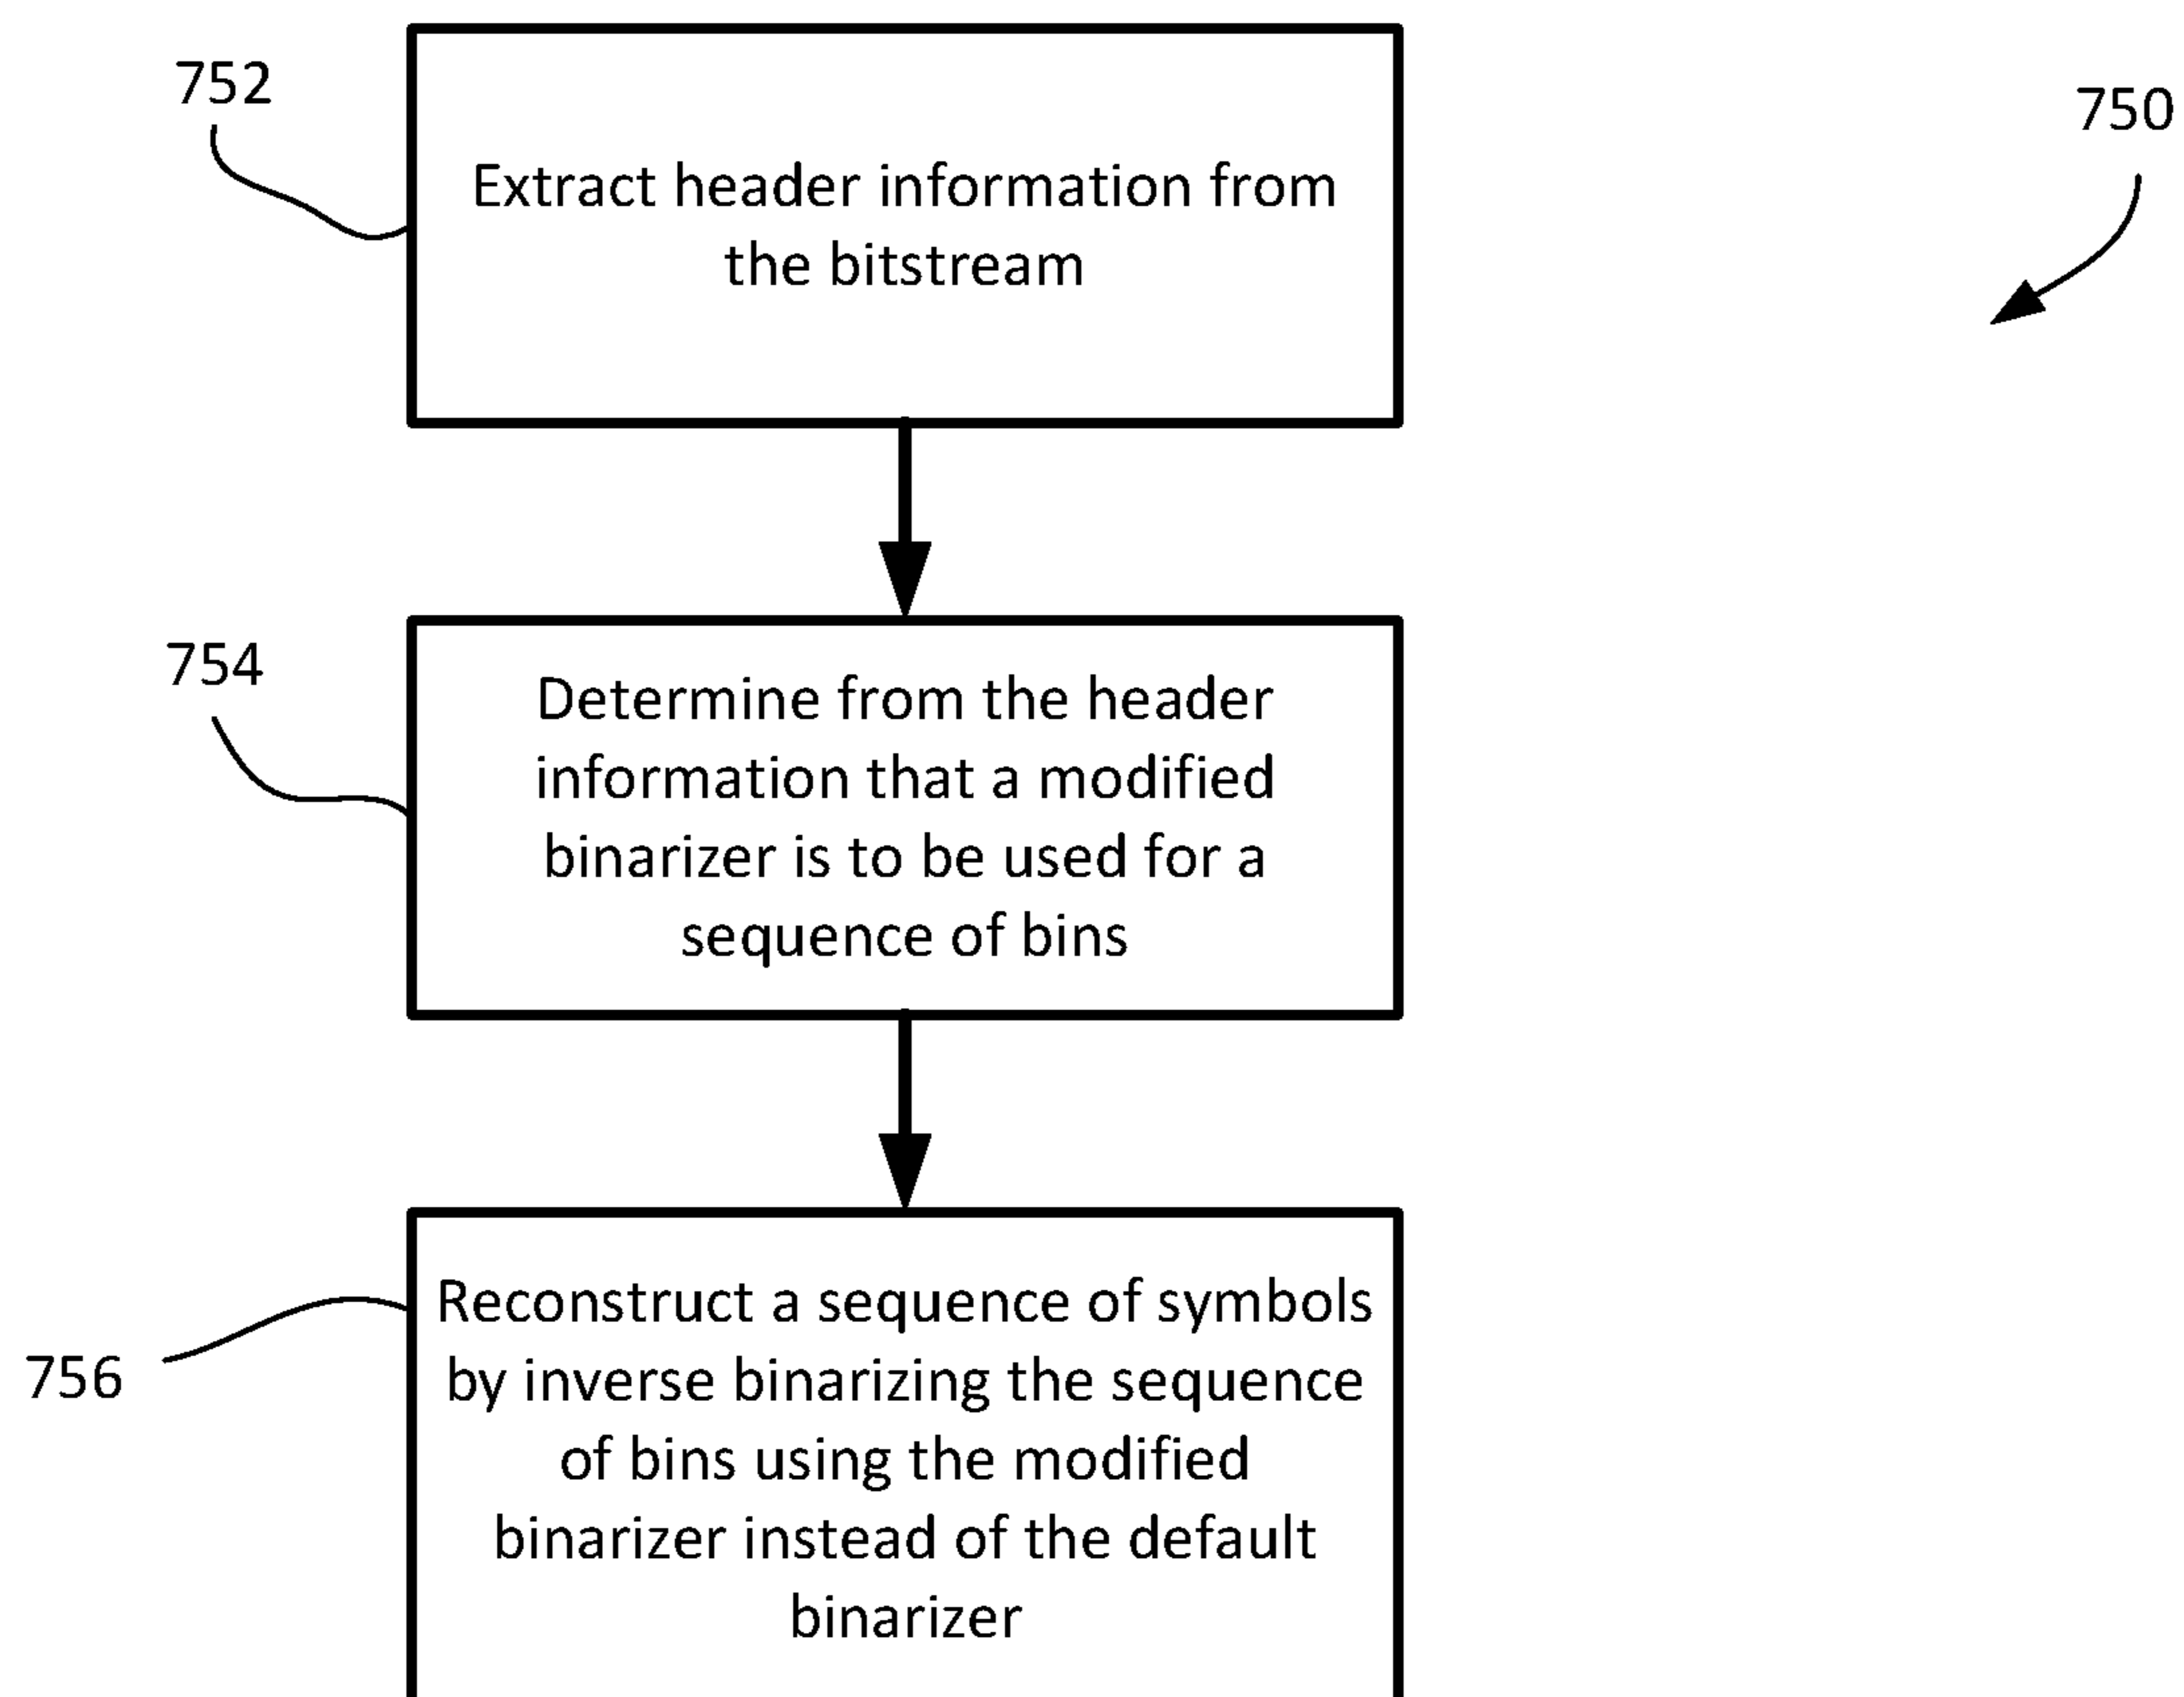 752
750
Extract header information from
the bitstream
754
Determine from the header
information that a modified
binarizer is to be used for a
sequence of bins
756
Reconstruct a sequence of symbols
by inverse binarizing the sequence
of bins using the modified
binarizer instead of the default
binarizer